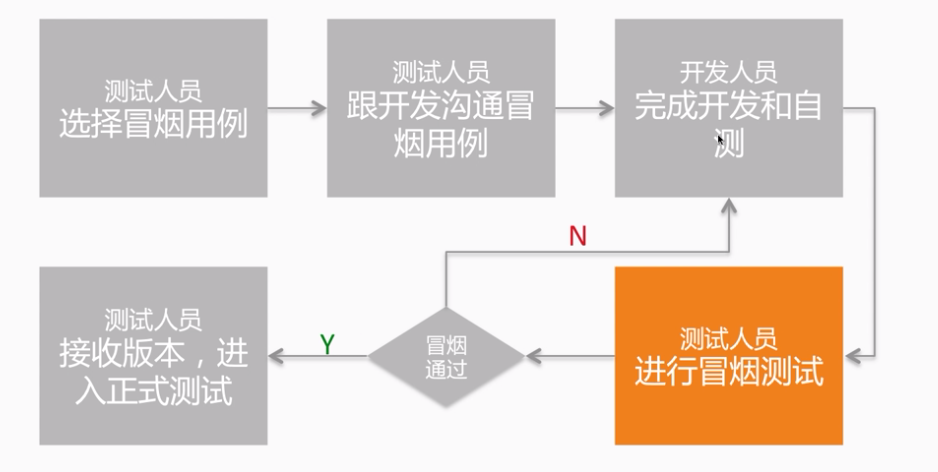 测试人员
选择冒烟用例
测试人员
跟开发沟通冒
烟用例
开发人员
完成开发和自
测
N
测试人员
接收版本，进
入正式测试
Y
冒烟
通过
测试人员
进行冒烟测试